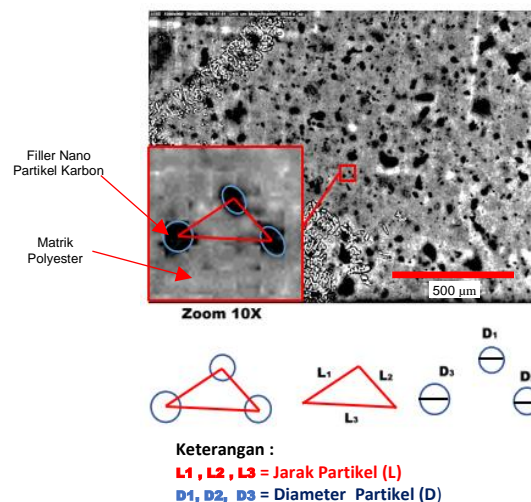 Filler Nano
Partikel Karbon
Matrik
Polyester
500 µm
Zoom 10X
D1
L1
L2
D3
L3
Keterangan :
L1 , L2 , L3 = Jarak Partikel (L)
D1, D2, D3 = Diameter Partikel (D)